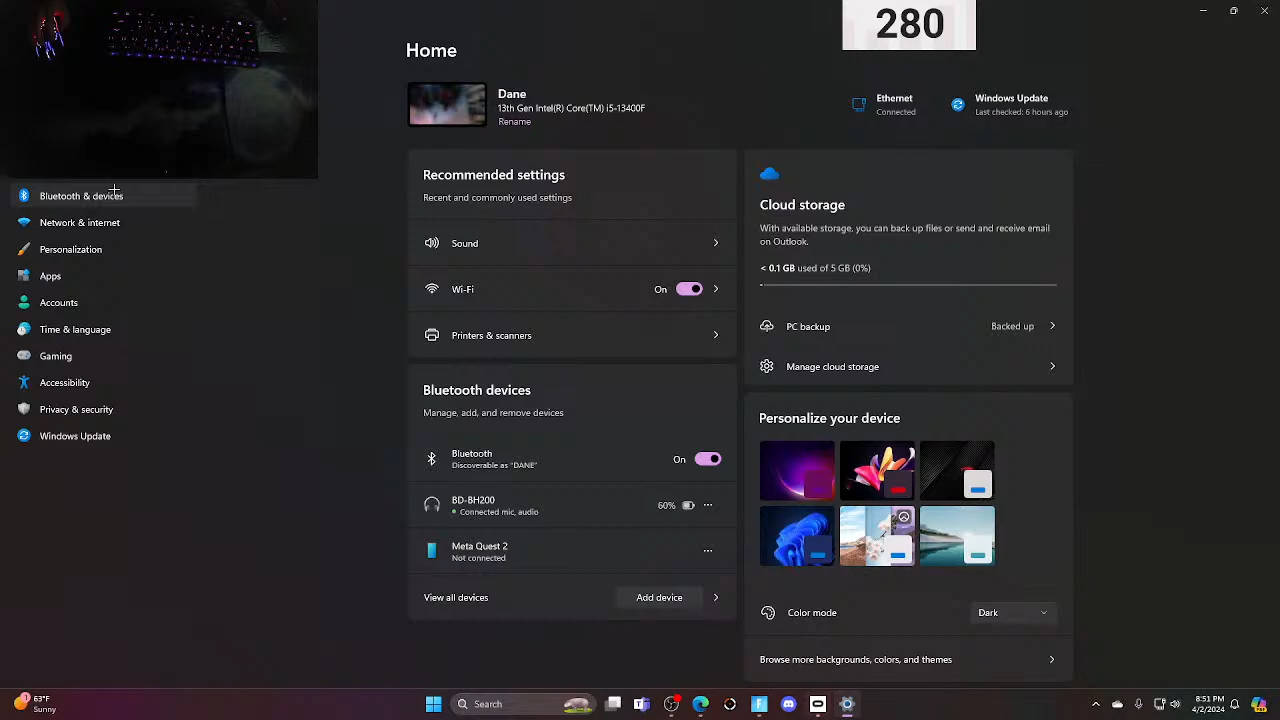 280
Home
Dane
13th Gen Intel(R) Core(TM) i5-13400F
Rename
Ethernet
Connected
Windows Update
Last checked: 6 hours ago
Bluetooth & devices
Network & internet
Personalization
Apps
Accounts
Time & language
Gaming
Accessibility
Privacy & security
Windows Update
Recommended settings
Recent and commonly used settings
Sound
Wi-Fi On
Printers & scanners
Bluetooth devices
Manage, add, and remove devices
Bluetooth
Discoverable as "DANE"
On
BD-BH200
Connected mic, audio
60%
Meta Quest 2
Not connected
View all devices Add device
Cloud storage
With available storage, you can back up files or send and receive email
on Outlook.
< 0.1 GB used of 5 GB (0%)
PC backup Backed up
Manage cloud storage
Personalize your device
Color mode Dark
Browse more backgrounds, colors, and themes
63°F
Sunny
Search
8:51 PM
4/2/2024